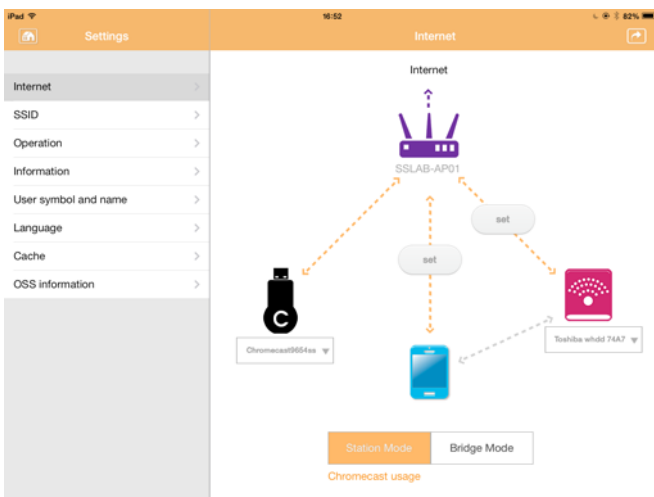 iPad 16:52 82%
Settings Internet
Internet
Internet
SSID
Operation
Information
User symbol and name
Language
Cache
OSS information
SSLAB-AP01
set
set
C
Chromecast9654ss
Toshiba whdd 74A7
Station Mode Bridge Mode
Chromecast usage